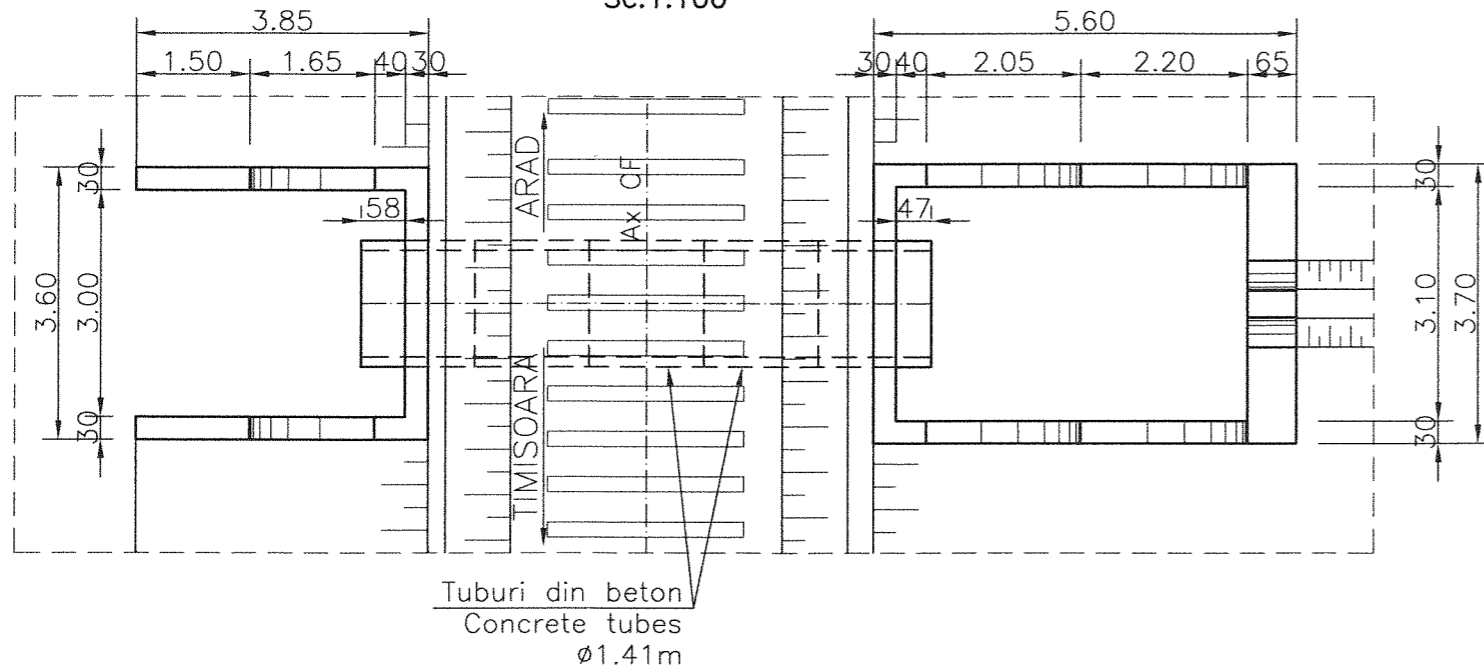 Sc.1:100
3.85
5.60
1.50 1.65 40 30
30 40 2.05 2.20 65
30
ARAD
Ax CF
30
58
47
3.60
3.00
3.10
3.70
30
TIMISOARA
30
Tuburi din beton
Concrete tubes
ø1.41m